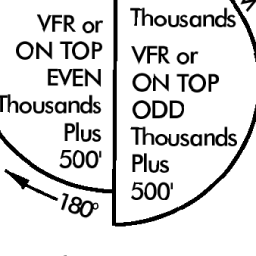 Thousands
VFR or
ON TOP
EVEN
Thousands
Plus
500'
VFR or
ON TOP
ODD
Thousands
Plus
500'
180°